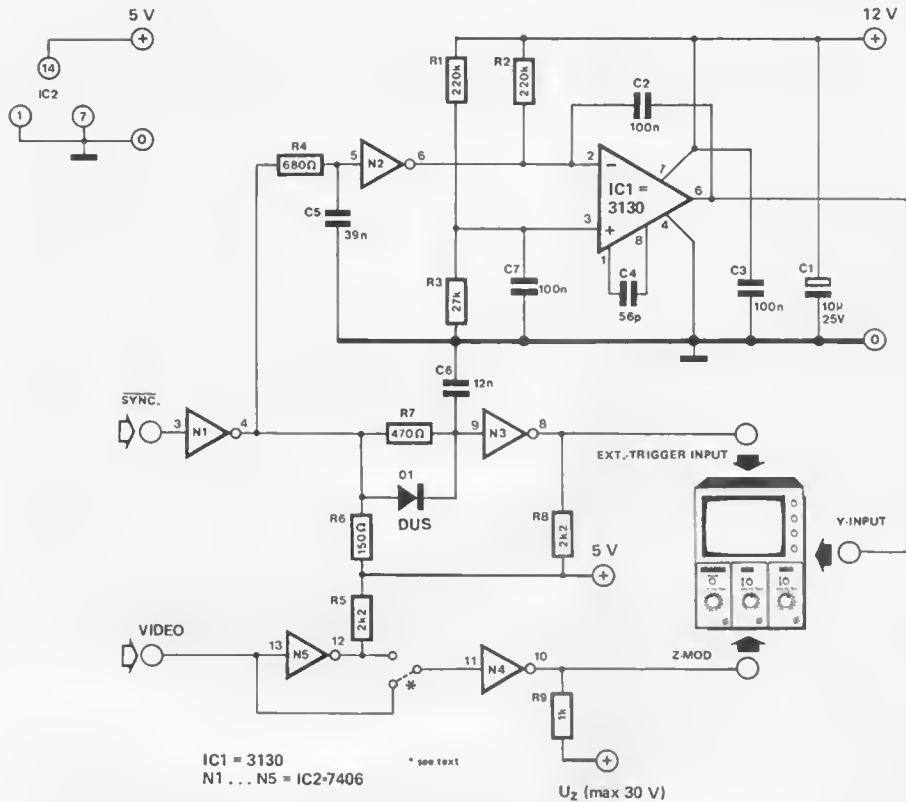 5 V
+
14
IC2
1
7
0
12 V
+
R1
220k
R2
220k
C2
100n
R4
680Ω
5
N2
6
2
−
IC1 =
3130
7
6
3
+
8
4
1
C5
39n
R3
27k
C7
100n
C4
56p
C3
100n
C1
10µ
25V
0
C6
12n
SYNC.
3
N1
4
R7
470Ω
9
N3
8
EXT.-TRIGGER INPUT
D1
DUS
R6
150Ω
R8
2k2
5 V
+
Y-INPUT
R5
2k2
VIDEO
13
N5
12
*
11
N4
10
Z-MOD
R9
1k
+
IC1 = 3130
N1 . . . N5 = IC2=7406
* see text
Uz (max 30 V)